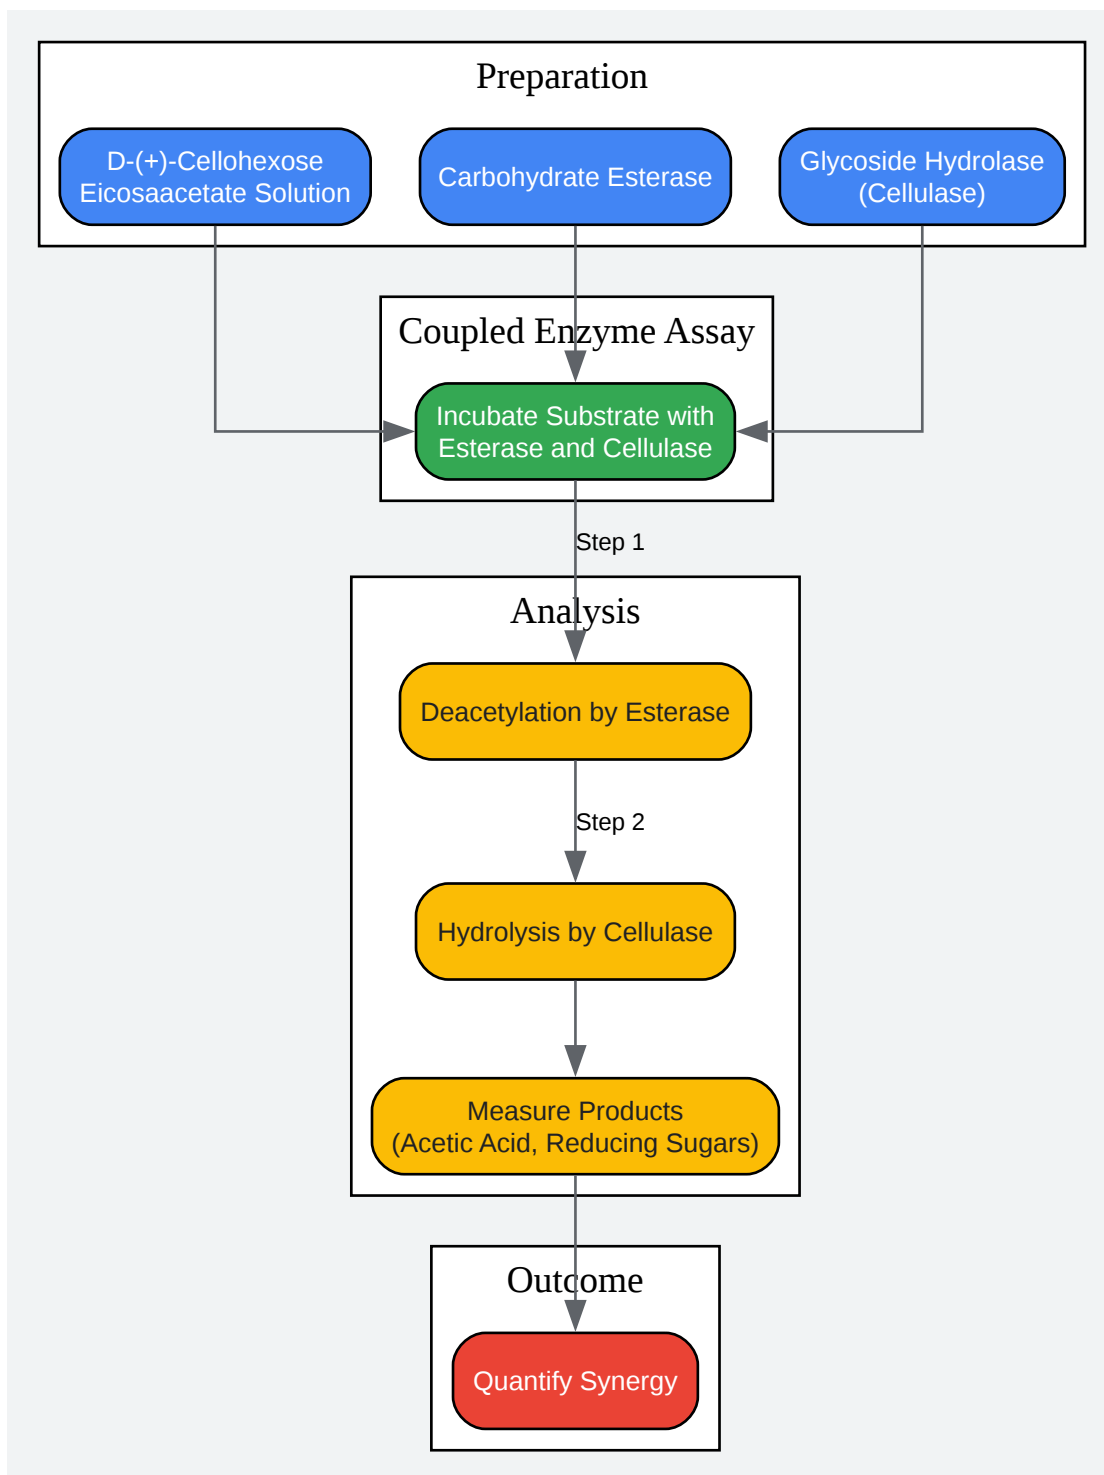 Preparation
D-(+)-Cellohexose
Eicosaacetate Solution
Carbohydrate Esterase
Glycoside Hydrolase
(Cellulase)
Coupled Enzyme Assay
Incubate Substrate with
Esterase and Cellulase
Step 1
Analysis
Deacetylation by Esterase
Step 2
Hydrolysis by Cellulase
Measure Products
(Acetic Acid, Reducing Sugars)
Outcome
Quantify Synergy